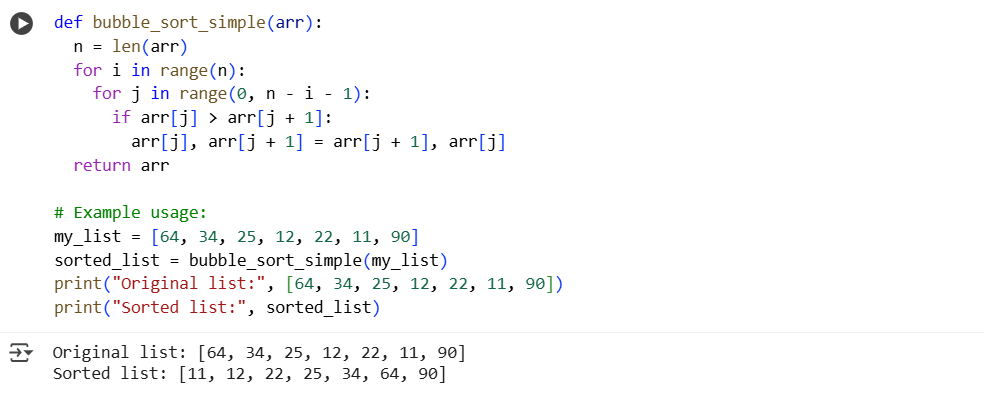 def bubble_sort_simple(arr):
  n = len(arr)
  for i in range(n):
    for j in range(0, n - i - 1):
      if arr[j] > arr[j + 1]:
        arr[j], arr[j + 1] = arr[j + 1], arr[j]
  return arr

# Example usage:
my_list = [64, 34, 25, 12, 22, 11, 90]
sorted_list = bubble_sort_simple(my_list)
print("Original list:", [64, 34, 25, 12, 22, 11, 90])
print("Sorted list:", sorted_list)
Original list: [64, 34, 25, 12, 22, 11, 90]
Sorted list: [11, 12, 22, 25, 34, 64, 90]